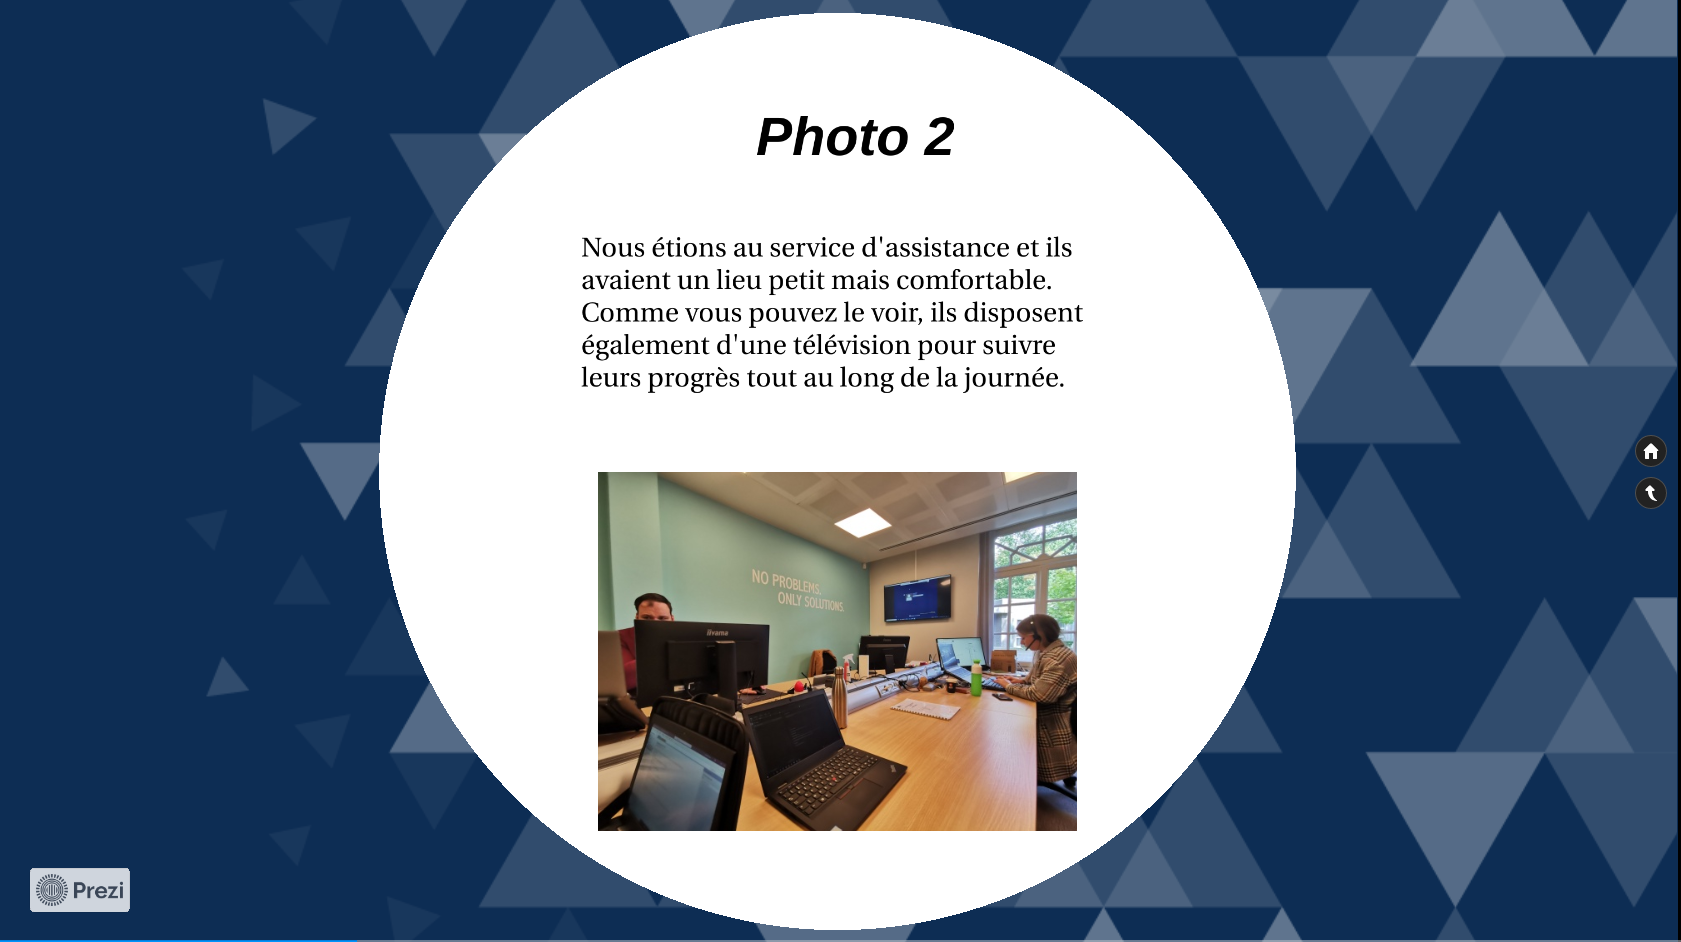 Photo 2
Nous étions au service d'assistance et ils
avaient un lieu petit mais comfortable.
Comme vous pouvez le voir, ils disposent
également d'une télévision pour suivre
leurs progrès tout au long de la journée.
NO PROBLEMS,
ONLY SOLUTIONS.
iiyama
Prezi